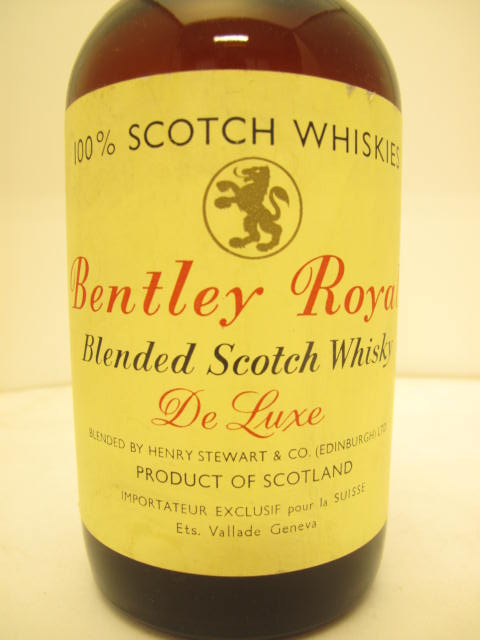 100% SCOTCH WHISKIES
Bentley Royal
Blended Scotch Whisky
De Luxe
BLENDED BY HENRY STEWART & CO. (EDINBURGH) LTD
PRODUCT OF SCOTLAND
IMPORTATEUR EXCLUSIF pour la SUISSE
Ets. Vallade Geneva